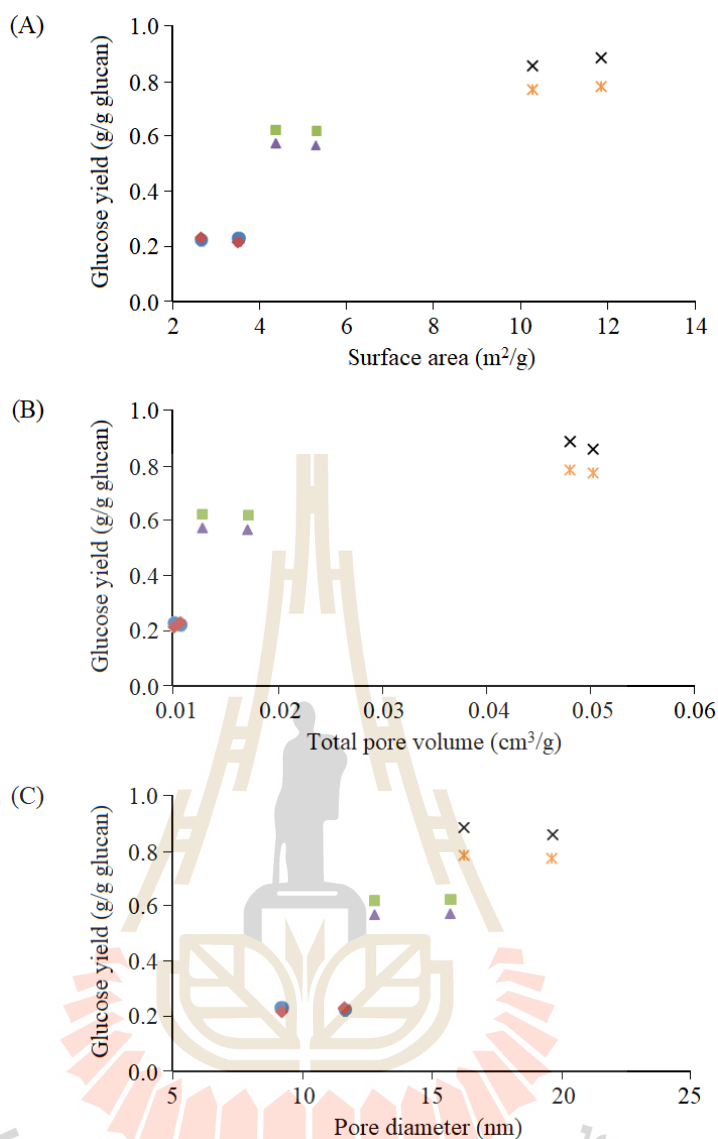 (A)
Glucose yield (g/g glucan)
1.0
0.8
0.6
0.4
0.2
0.0
2 4 6 8 10 12 14
Surface area (m²/g)
(B)
Glucose yield (g/g glucan)
1.0
0.8
0.6
0.4
0.2
0.0
0.01 0.02 0.03 0.04 0.05 0.06
Total pore volume (cm³/g)
(C)
Glucose yield (g/g glucan)
1.0
0.8
0.6
0.4
0.2
0.0
5 10 15 20 25
Pore diameter (nm)